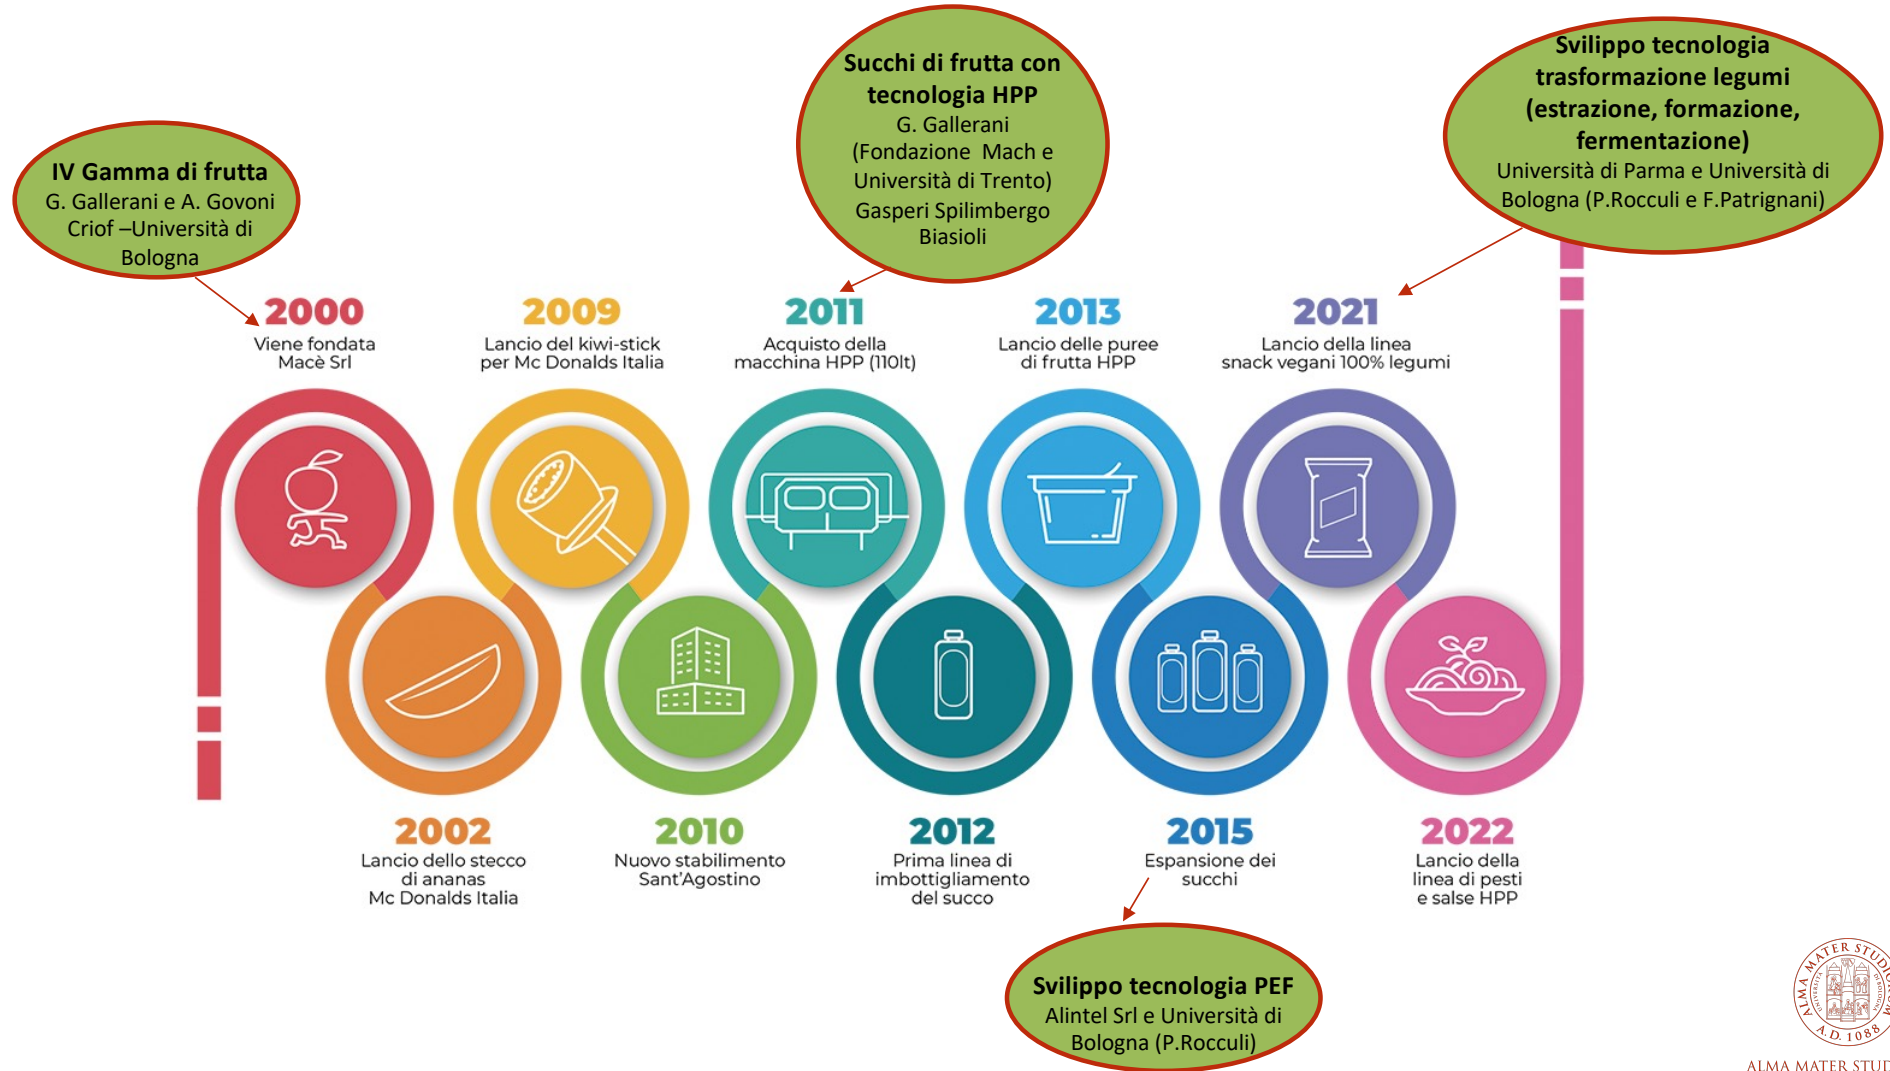 IV Gamma di frutta
G. Gallerani e A. Govoni
Criof –Università di
Bologna
Succhi di frutta con
tecnologia HPP
G. Gallerani
(Fondazione Mach e
Università di Trento)
Gasperi Spilimbergo
Biasioli
Svilippo tecnologia
trasformazione legumi
(estrazione, formazione,
fermentazione)
Università di Parma e Università di
Bologna (P.Rocculi e F.Patrignani)
2000
Viene fondata
Macè Srl
2009
Lancio del kiwi-stick
per Mc Donalds Italia
2011
Acquisto della
macchina HPP (110lt)
2013
Lancio delle puree
di frutta HPP
2021
Lancio della linea
snack vegani 100% legumi
2002
Lancio dello stecco
di ananas
Mc Donalds Italia
2010
Nuovo stabilimento
Sant'Agostino
2012
Prima linea di
imbottigliamento
del succo
2015
Espansione dei
succhi
2022
Lancio della
linea di pesti
e salse HPP
Sviluppo tecnologia PEF
Alintel Srl e Università di
Bologna (P.Rocculi)
A.D. 1088
ALMA MATER STUD